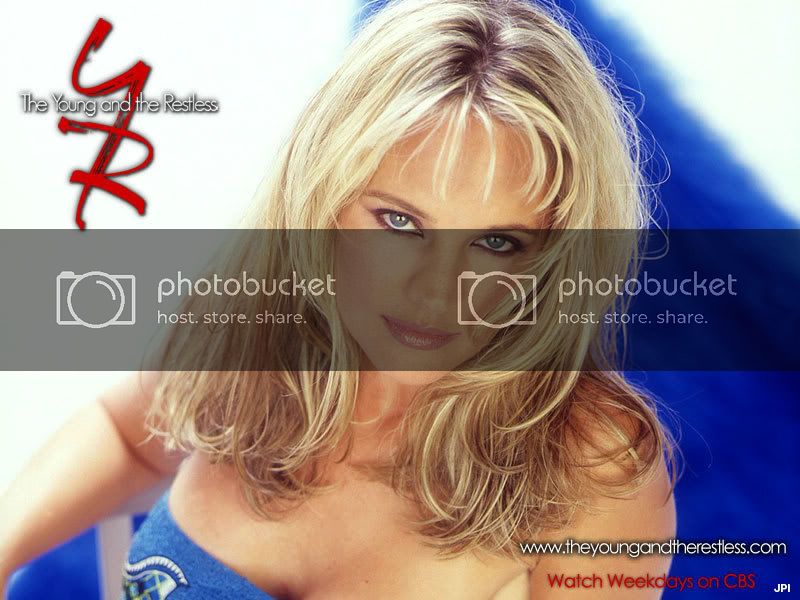 YR
The Young and the Restless
photobucket photobucket
host. store. share. host. store. share.
www.theyoungandtherestless.com
Watch Weekdays on CBS
JPI